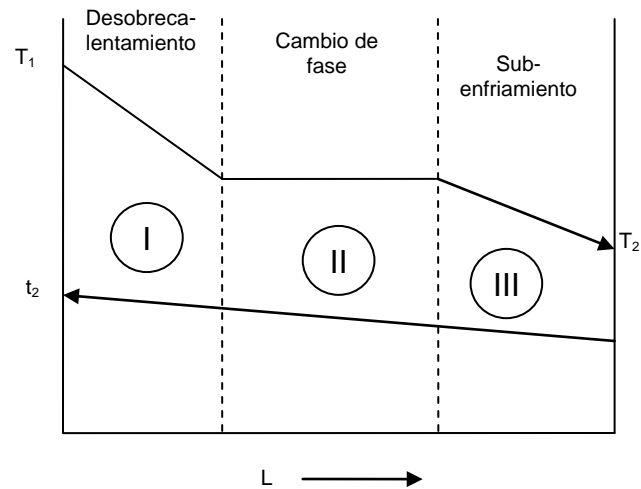 Desobreca-
lentamiento
Cambio de
fase
Sub-
enfriamiento
T₁
I
II
III
T₂
t₂
L